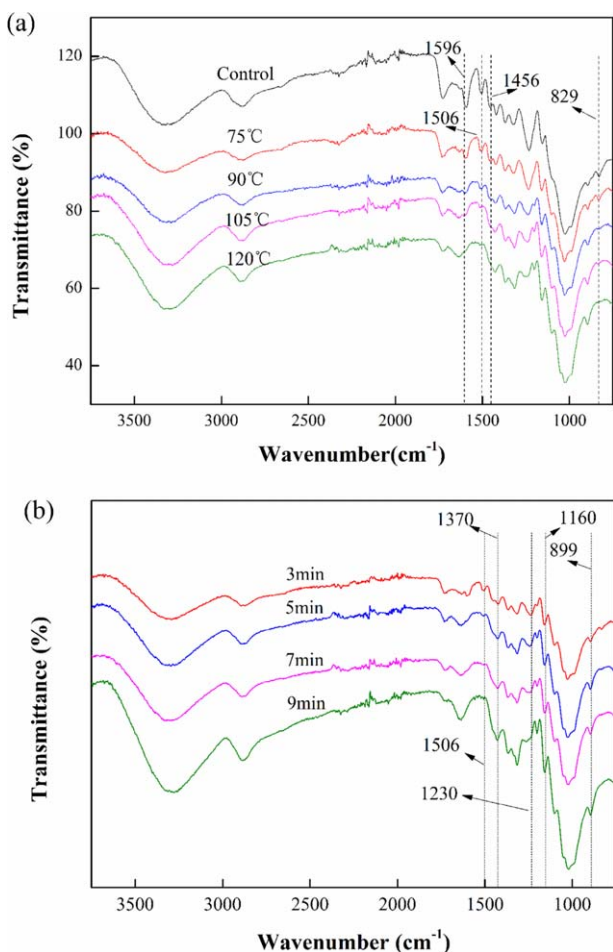 (a)
120
100
80
60
40
Transmittance (%)
Control
75℃
90℃
105℃
120℃
1596
1456
1506
829
3500 3000 2500 2000 1500 1000
Wavenumber(cm⁻¹)
(b)
Transmittance (%)
1370
1160
899
3min
5min
7min
9min
1506
1230
3500 3000 2500 2000 1500 1000
Wavenumber (cm⁻¹)